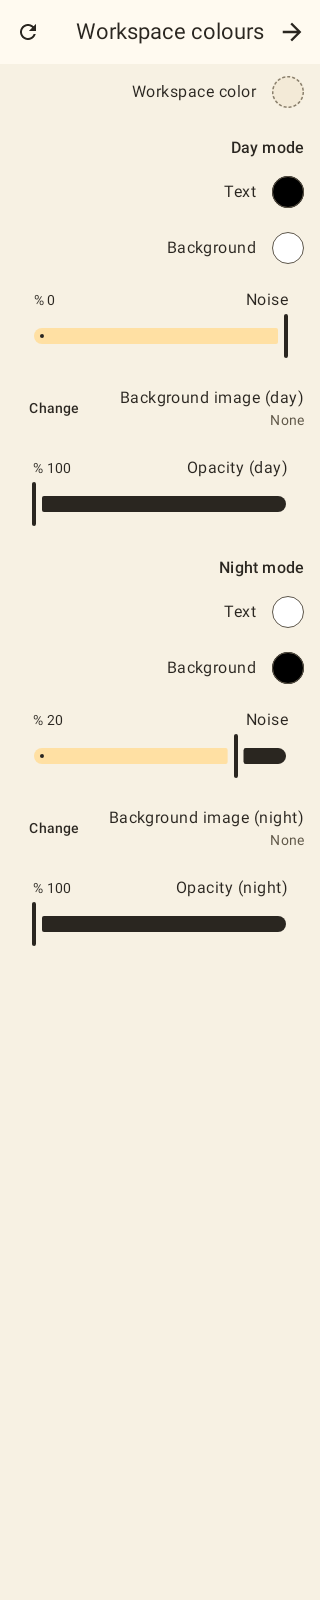 Workspace colours
Workspace color
Day mode
Text
Background
Noise
% 0
Background image (day)
None
Change
Opacity (day)
% 100
Night mode
Text
Background
Noise
% 20
Background image (night)
None
Change
Opacity (night)
% 100